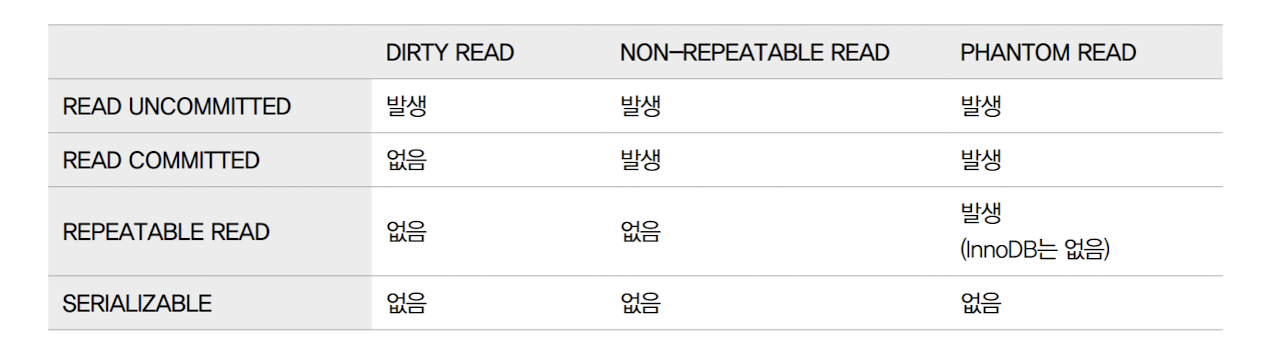 DIRTY READ NON-REPEATABLE READ PHANTOM READ
READ UNCOMMITTED 발생 발생 발생
READ COMMITTED 없음 발생 발생
REPEATABLE READ 없음 없음 발생
(InnoDB는 없음)
SERIALIZABLE 없음 없음 없음